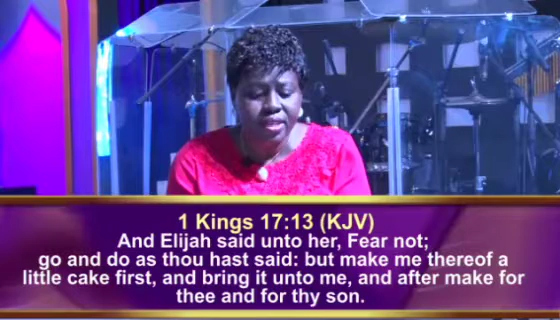 1 Kings 17:13 (KJV)
And Elijah said unto her, Fear not;
go and do as thou hast said: but make me thereof a
little cake first, and bring it unto me, and after make for
thee and for thy son.